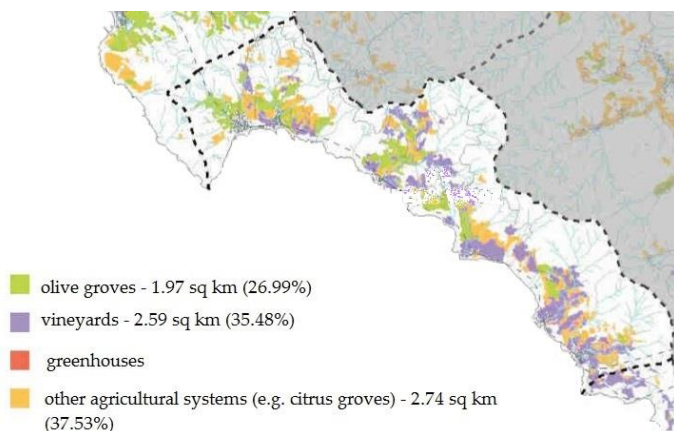 olive groves - 1.97 sq km (26.99%)
vineyards - 2.59 sq km (35.48%)
greenhouses
other agricultural systems (e.g. citrus groves) - 2.74 sq km
(37.53%)